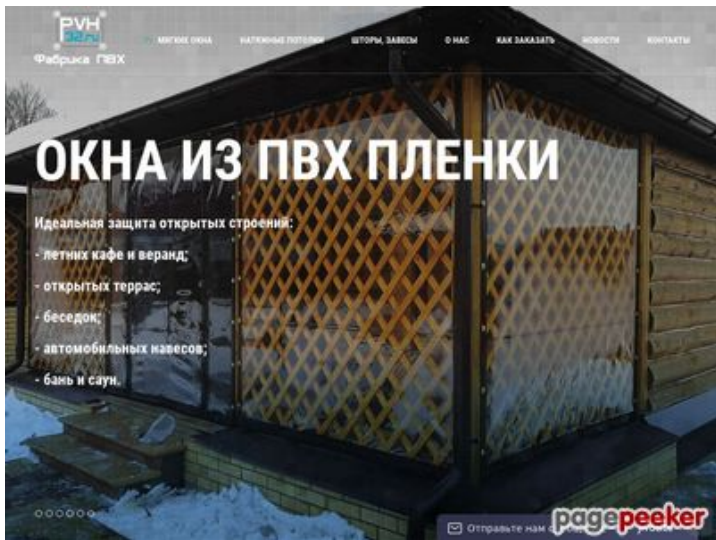 PVH
32.ru
Фабрика ПВХ
МЯГКИЕ ОКНА
НАТЯЖНЫЕ ПОТОЛКИ
ШТОРЫ, ЗАВЕСЫ
О НАС
КАК ЗАКАЗАТЬ
НОВОСТИ
КОНТАКТЫ
ОКНА ИЗ ПВХ ПЛЕНКИ
Идеальная защита открытых строений:
- летних кафе и веранд;
- открытых террас;
- беседок;
- автомобильных навесов;
- бань и саун.
Отправьте нам
pagepeeker